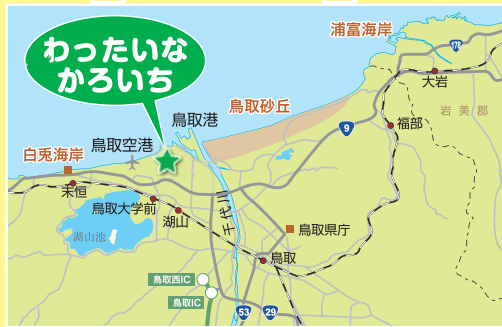 浦富海岸
178
わったいな
かろいち
大岩
鳥取砂丘
岩美郡
鳥取港
9
福部
鳥取空港
白兎海岸
末恒
鳥取大学前
千代川
湖山
鳥取県庁
湖山池
鳥取
鳥取西IC
鳥取IC
53
29